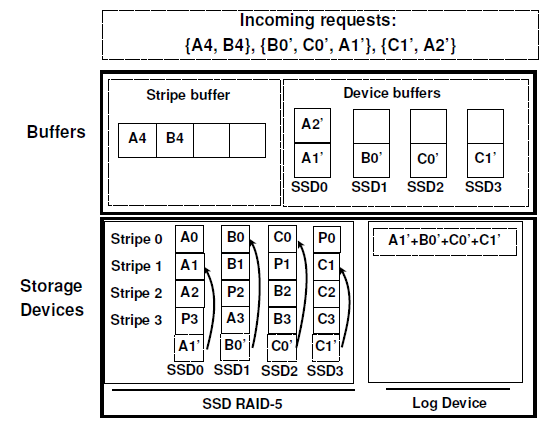 Incoming requests:
{A4, B4}, {B0’, C0’, A1’}, {C1’, A2’}
Buffers
Stripe buffer
A4 B4
Device buffers
A2’
A1’ B0’ C0’ C1’
SSD0 SSD1 SSD2 SSD3
Storage
Devices
Stripe 0 A0 B0 C0 P0
Stripe 1 A1 B1 P1 C1
Stripe 2 A2 P2 B2 C2
Stripe 3 P3 A3 B3 C3
A1’ B0’ C0’ C1’
SSD0 SSD1 SSD2 SSD3
SSD RAID-5
A1’+B0’+C0’+C1’
Log Device